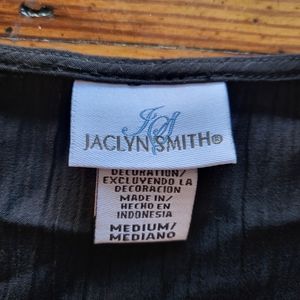 JS
JACLYN SMITH®
DECORATION/
EXCLUYENDO LA
DECORACION
MADE IN/
HECHO EN
INDONESIA
MEDIUM/
MEDIANO